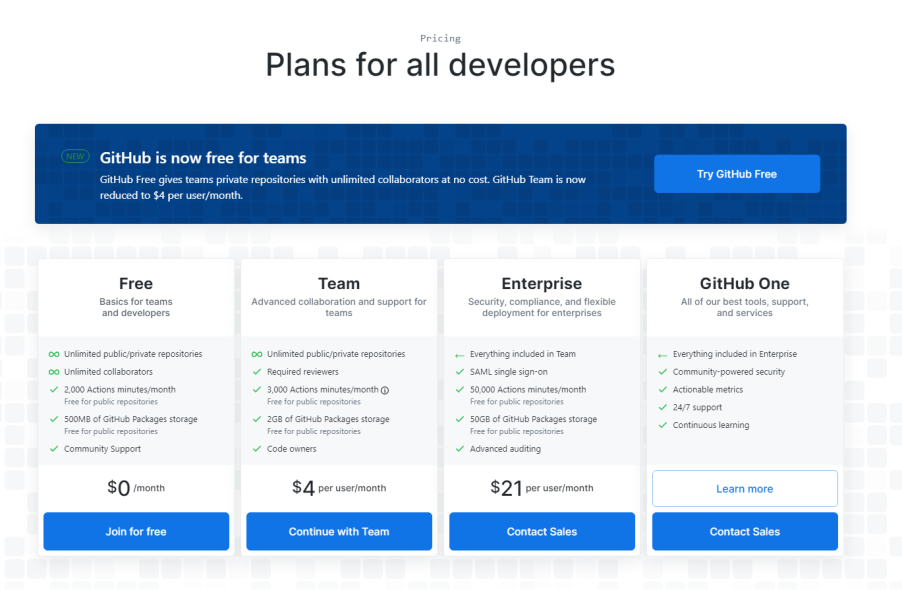 Pricing
Plans for all developers
NEW
GitHub is now free for teams
GitHub Free gives teams private repositories with unlimited collaborators at no cost. GitHub Team is now
reduced to $4 per user/month.
Try GitHub Free
Free
Basics for teams
and developers
Unlimited public/private repositories
Unlimited collaborators
2,000 Actions minutes/month
Free for public repositories
500MB of GitHub Packages storage
Free for public repositories
Community Support
$0 /month
Join for free
Team
Advanced collaboration and support for
teams
Unlimited public/private repositories
Required reviewers
3,000 Actions minutes/month
Free for public repositories
2GB of GitHub Packages storage
Free for public repositories
Code owners
$4 per user/month
Continue with Team
Enterprise
Security, compliance, and flexible
deployment for enterprises
Everything included in Team
SAML single sign-on
50,000 Actions minutes/month
Free for public repositories
50GB of GitHub Packages storage
Free for public repositories
Advanced auditing
$21 per user/month
Contact Sales
GitHub One
All of our best tools, support,
and services
Everything included in Enterprise
Community-powered security
Actionable metrics
24/7 support
Continuous learning
Learn more
Contact Sales